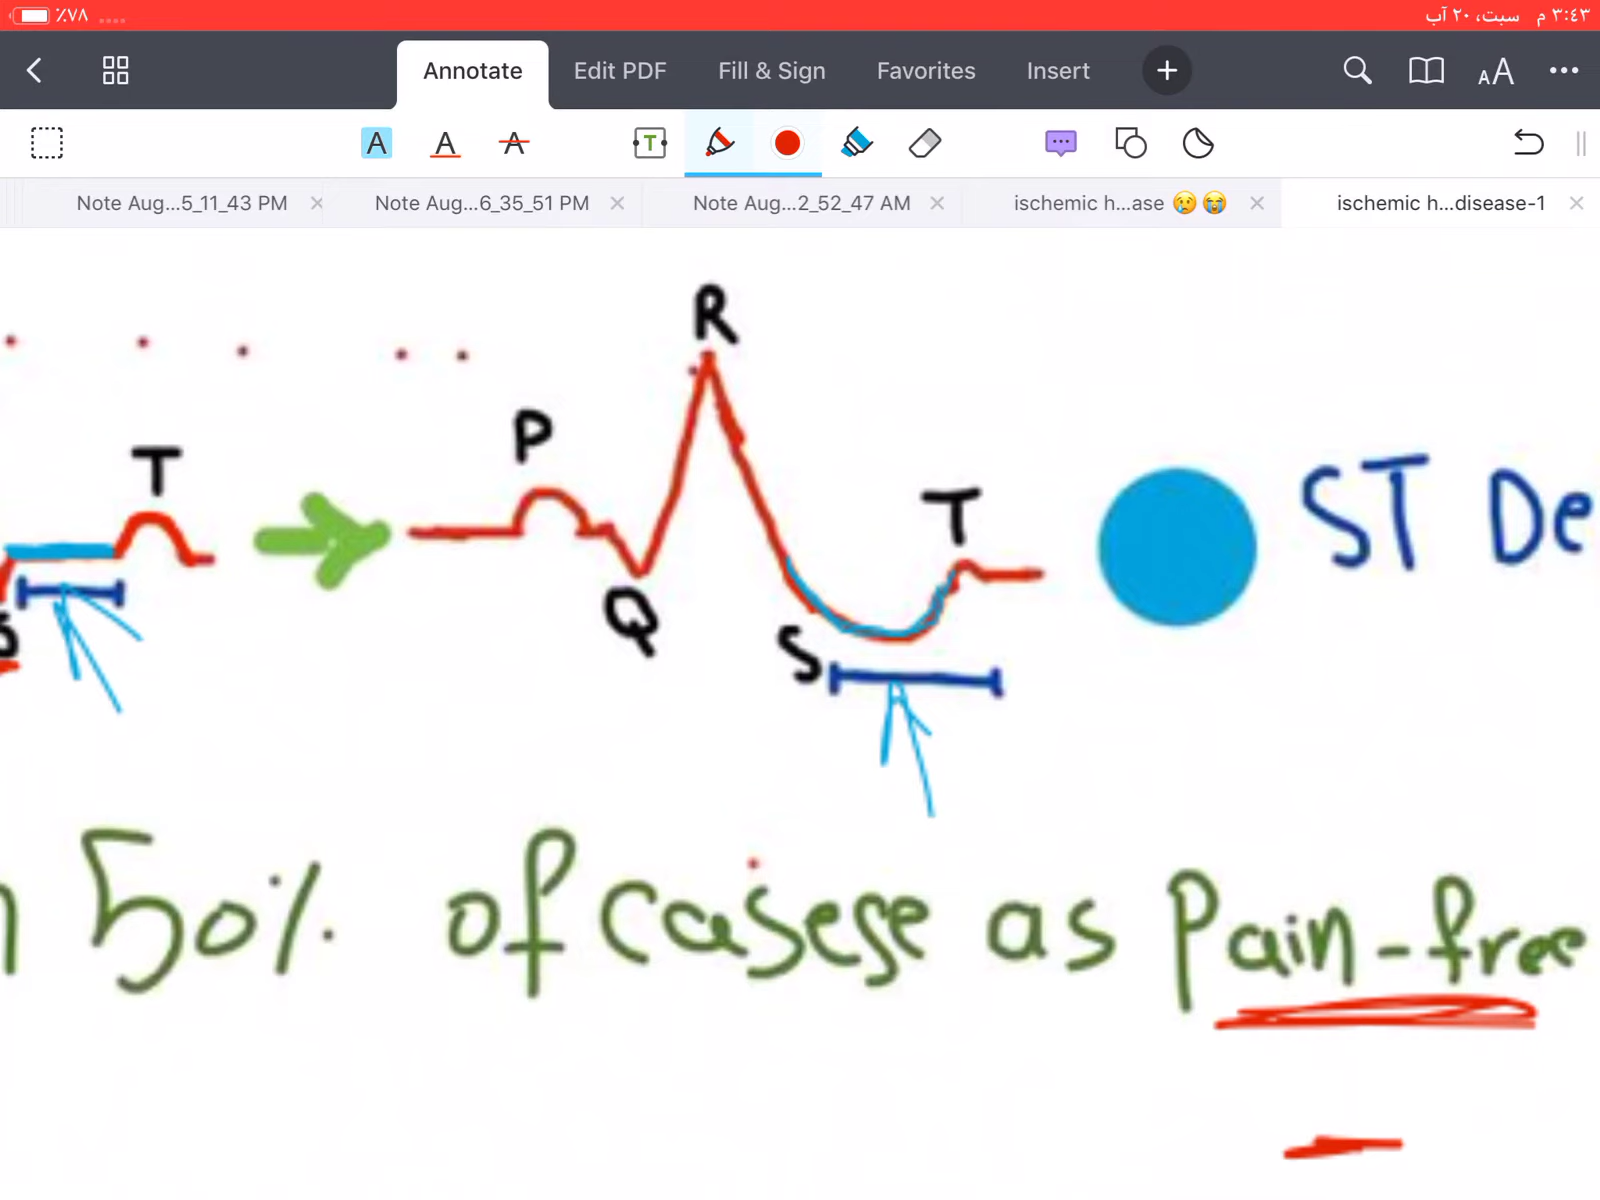 ٪٧٨ سبت، ٢٠ آب ٣:٤٣ م
Annotate Edit PDF Fill & Sign Favorites Insert
A A A T AA
Note Aug...5_11_43 PM Note Aug...6_35_51 PM Note Aug...2_52_47 AM ischemic h...ase 😢 😭 ischemic h...disease-1
R
P
T T ST De
Q
S S
50% of casese as Pain-free